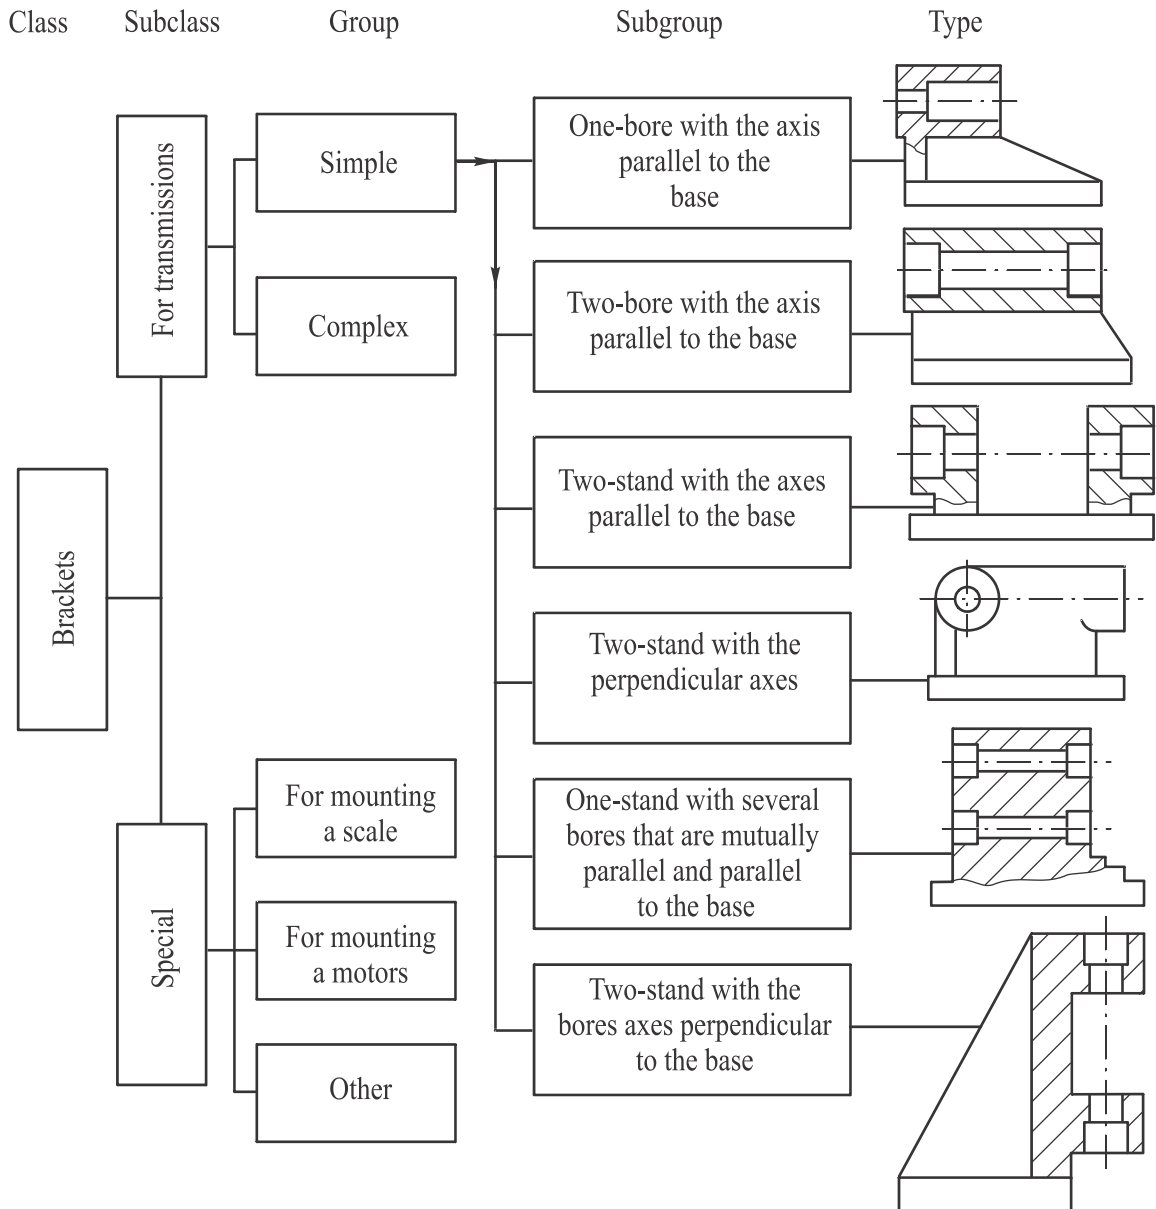 Class
Subclass
Group
Subgroup
Type
Brackets
For transmissions
Special
Simple
Complex
For mounting
a scale
For mounting
a motors
Other
One-bore with the axis
parallel to the
base
Two-bore with the axis
parallel to the base
Two-stand with the axes
parallel to the base
Two-stand with the
perpendicular axes
One-stand with several
bores that are mutually
parallel and parallel
to the base
Two-stand with the
bores axes perpendicular
to the base